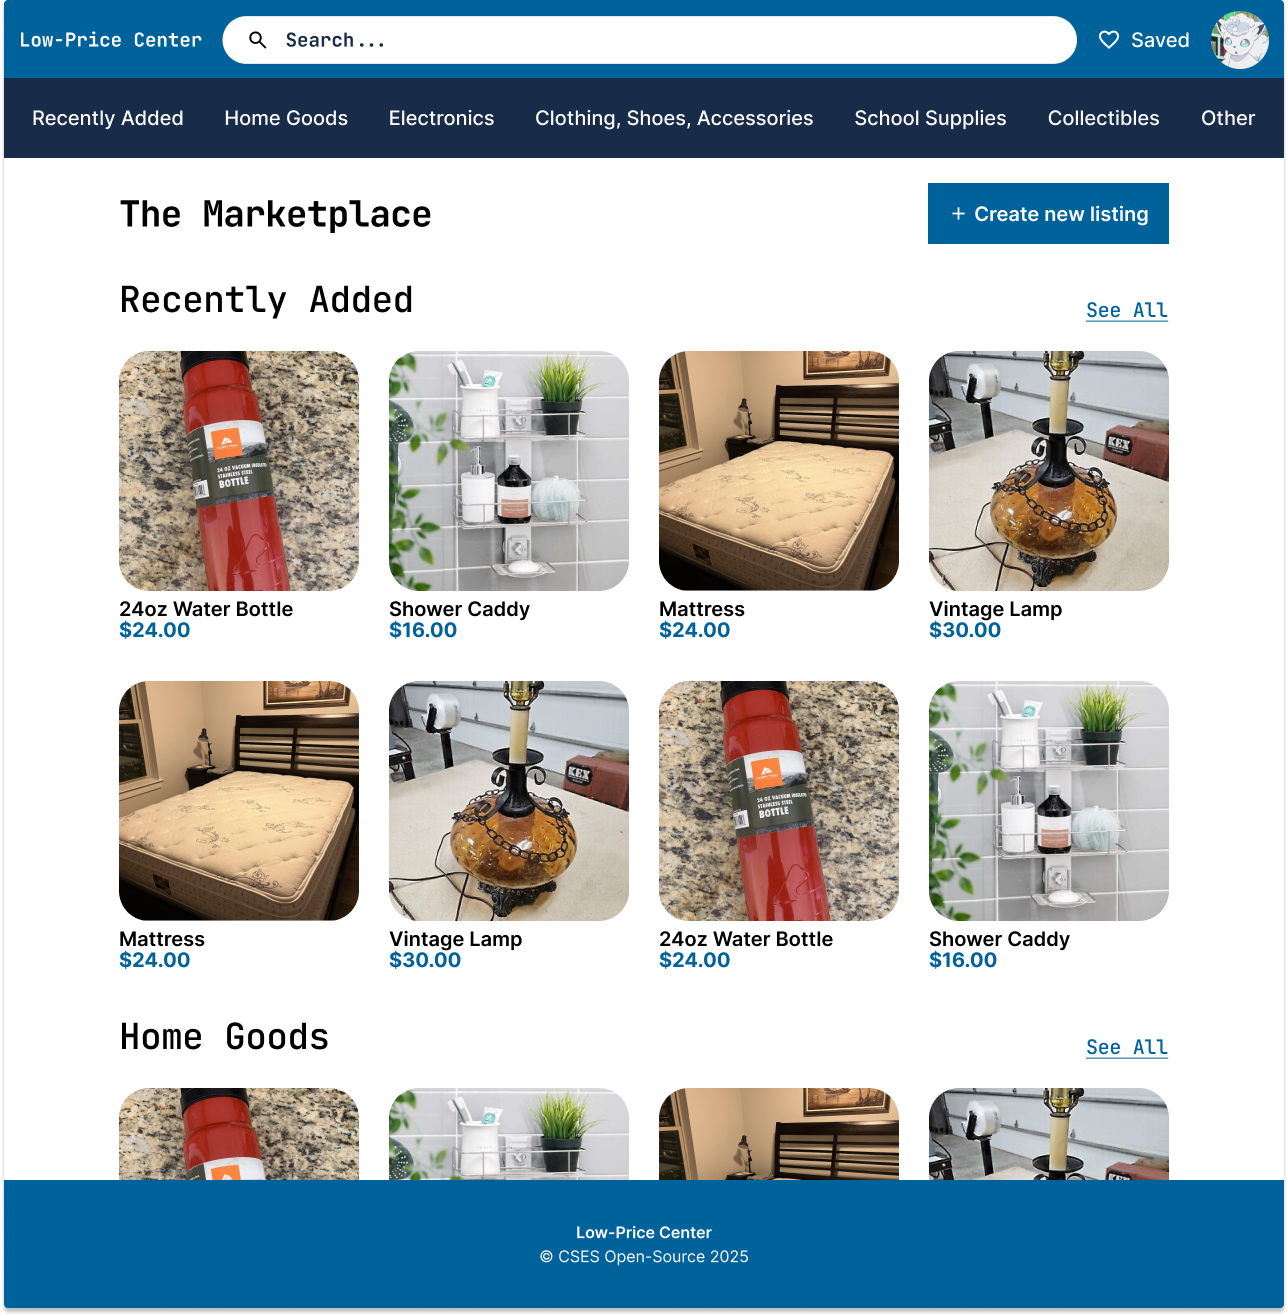 Low-Price Center
Search...
Saved
Recently Added Home Goods Electronics Clothing, Shoes, Accessories School Supplies Collectibles Other
The Marketplace
+ Create new listing
Recently Added
See All
24 OZ VACUUM INSULATED
STAINLESS STEEL
BOTTLE
KEX
24oz Water Bottle
$24.00
Shower Caddy
$16.00
Mattress
$24.00
Vintage Lamp
$30.00
KEX
24 OZ VACUUM INSULATED
STAINLESS STEEL
BOTTLE
Mattress
$24.00
Vintage Lamp
$30.00
24oz Water Bottle
$24.00
Shower Caddy
$16.00
Home Goods
See All
Low-Price Center
© CSES Open-Source 2025